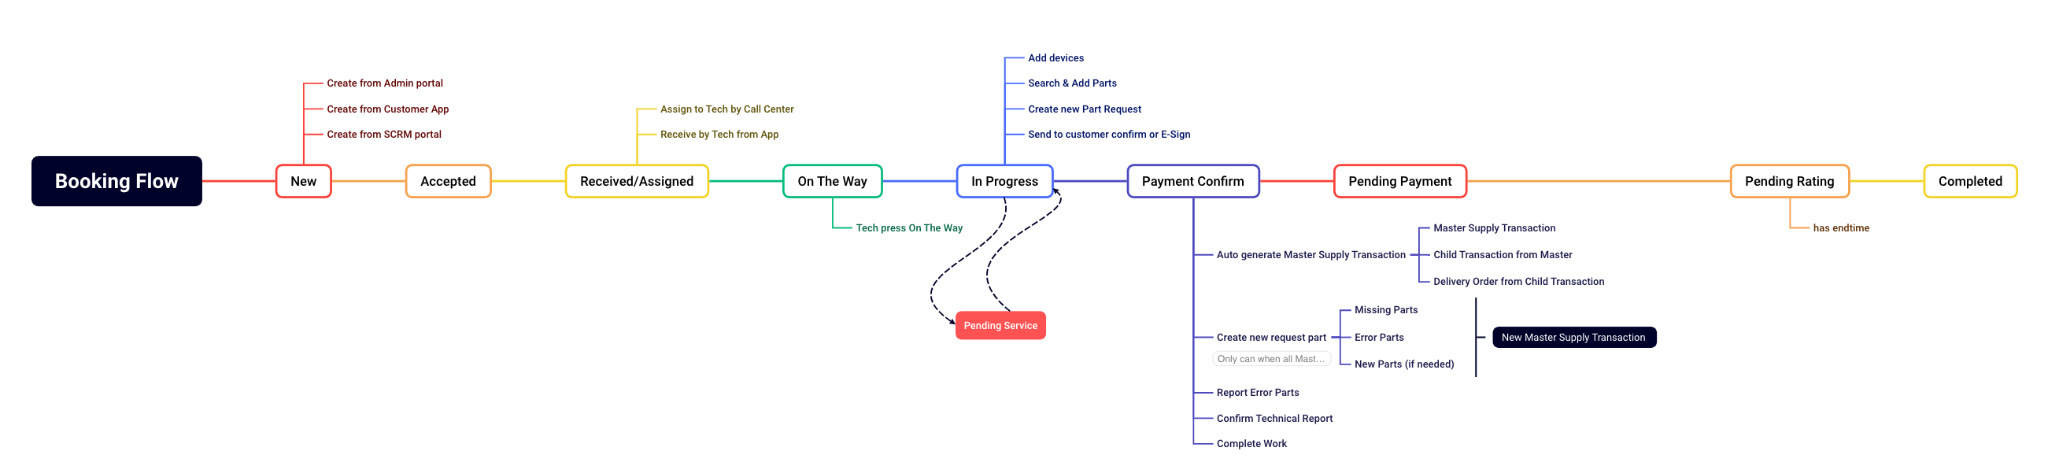 Booking Flow
New
Create from Admin portal
Create from Customer App
Create from SCRM portal
Accepted
Received/Assigned
Assign to Tech by Call Center
Receive by Tech from App
On The Way
Tech press On The Way
In Progress
Add devices
Search & Add Parts
Create new Part Request
Send to customer confirm or E-Sign
Pending Service
Payment Confirm
Auto generate Master Supply Transaction
Master Supply Transaction
Child Transaction from Master
Delivery Order from Child Transaction
Create new request part
Only can when all Mast...
Missing Parts
Error Parts
New Parts (if needed)
New Master Supply Transaction
Report Error Parts
Confirm Technical Report
Complete Work
Pending Payment
Pending Rating
has endtime
Completed